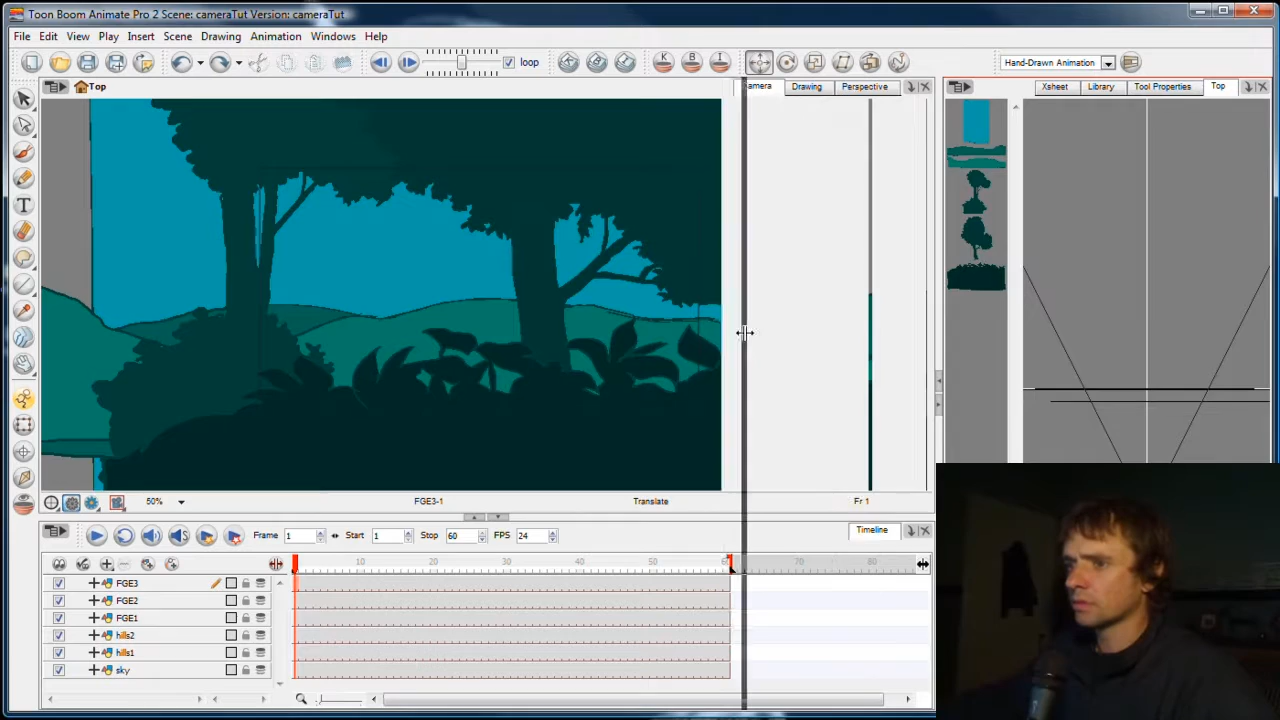 Toon Boom Animate Pro 2 Scene: cameraTut Version: cameraTut
File Edit View Play Insert Scene Drawing Animation Windows Help
loop K B I Hand-Drawn Animation
Top Drawing Perspective Xsheet Library Tool Properties Top
T
50% FGE3-1 Translate Fr 1
Frame 1 Start 1 Stop 60 FPS 24 Timeline
10 20 30 40 50 70 80
FGE3
FGE2
FGE1
hills2
hills1
sky